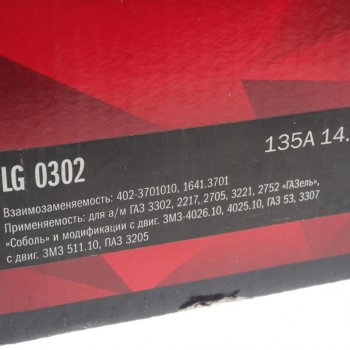 LG 0302
135A 14.
Взаимозаменяемость: 402-3701010, 1641.3701
Применяемость: для а/м ГАЗ 3302, 2217, 2705, 3221, 2752 «ГАЗель»,
«Соболь» и модификации с двиг. ЗМЗ-4026.10, 4025.10, ГАЗ 53, 3307
с двиг. ЗМЗ 511.10, ПАЗ 3205